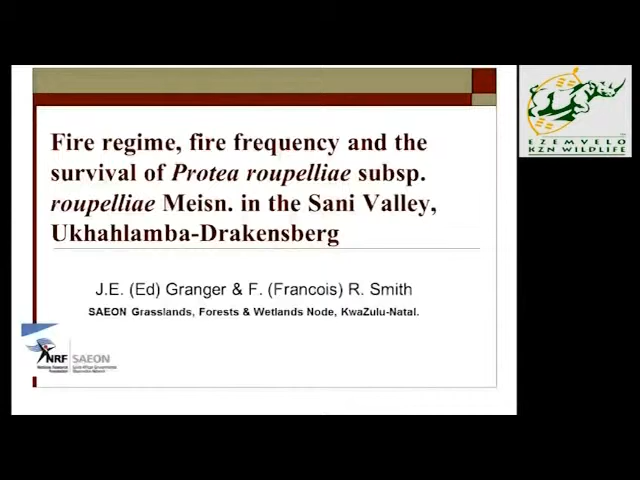 Fire regime, fire frequency and the
survival of Protea roupelliae subsp.
roupelliae Meisn. in the Sani Valley,
Ukhahlamba-Drakensberg
J.E. (Ed) Granger & F. (Francois) R. Smith
SAEON Grasslands, Forests & Wetlands Node, KwaZulu-Natal.
NRF SAEON
EZEMVELO
KZN WILDLIFE